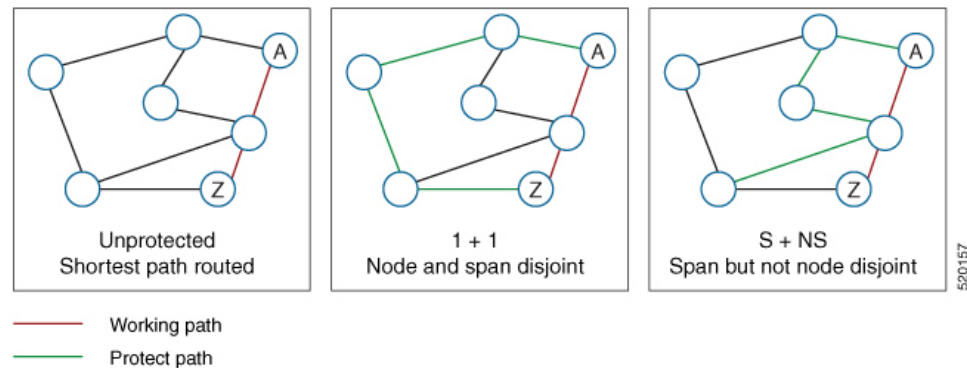 A
Z
Unprotected
Shortest path routed
A
Z
1 + 1
Node and span disjoint
A
Z
S + NS
Span but not node disjoint
520157
Working path
Protect path